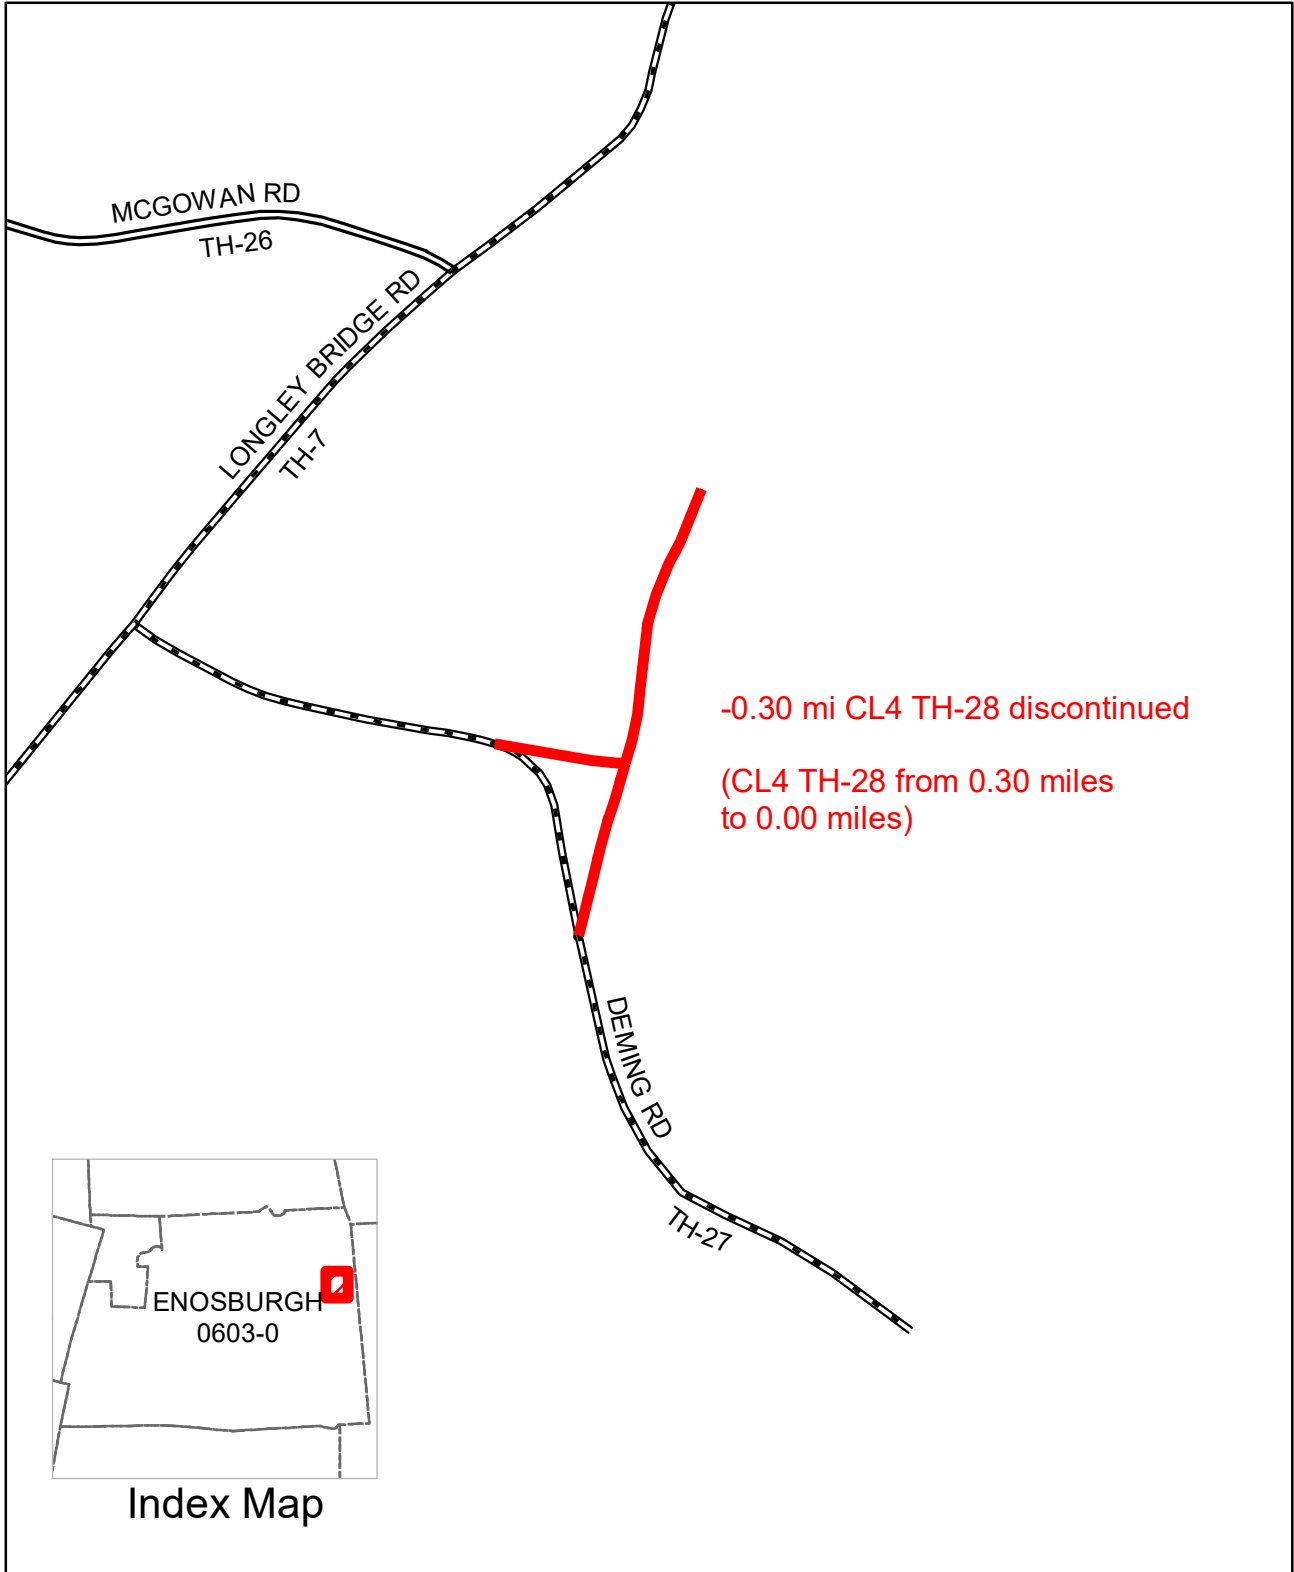 MCGOWAN RD
TH-26
LONGLEY BRIDGE RD
TH-7
-0.30 mi CL4 TH-28 discontinued
(CL4 TH-28 from 0.30 miles
to 0.00 miles)
DEMING RD
TH-27
ENOSBURGH
0603-0
Index Map